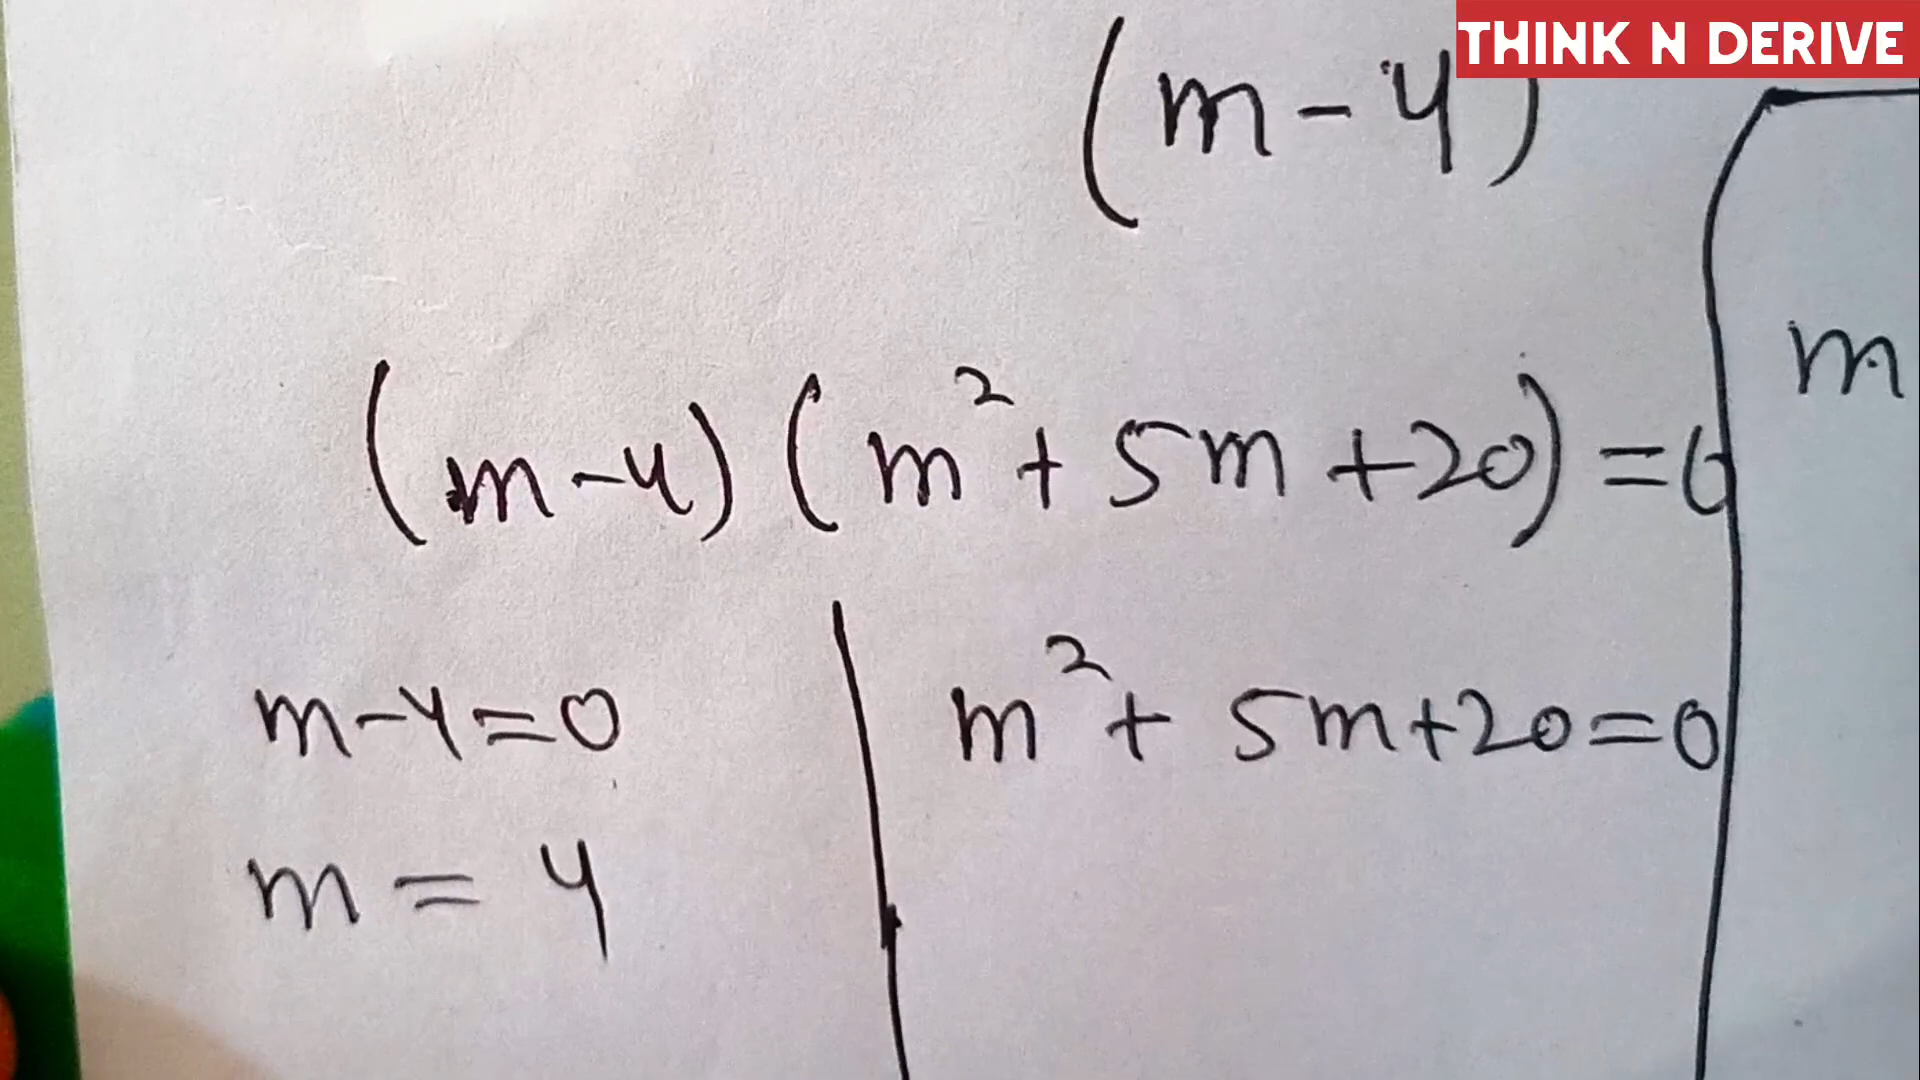 THINK N DERIVE
(m-4)
m
(m-4)(m²+5m+20)=0
m-4=0
m²+5m+20=0
m=4